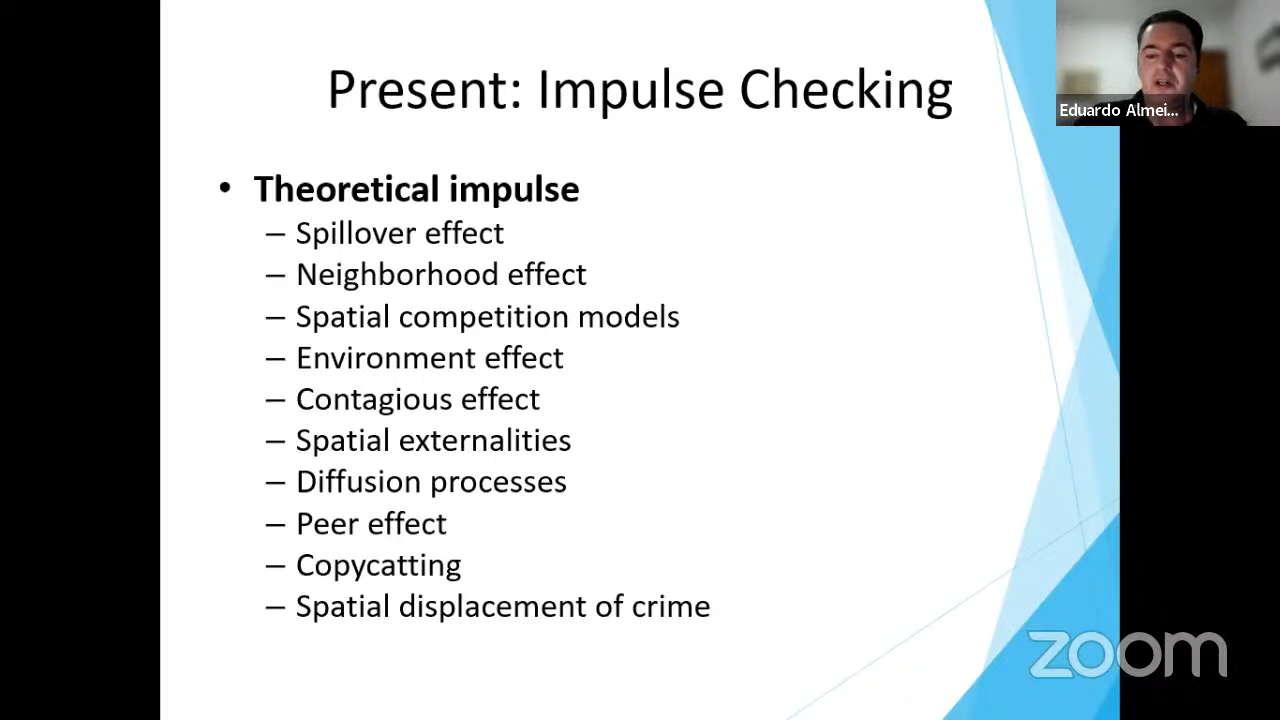 Present: Impulse Checking
Eduardo Almei...
• Theoretical impulse
– Spillover effect
– Neighborhood effect
– Spatial competition models
– Environment effect
– Contagious effect
– Spatial externalities
– Diffusion processes
– Peer effect
– Copycatting
– Spatial displacement of crime
zoom